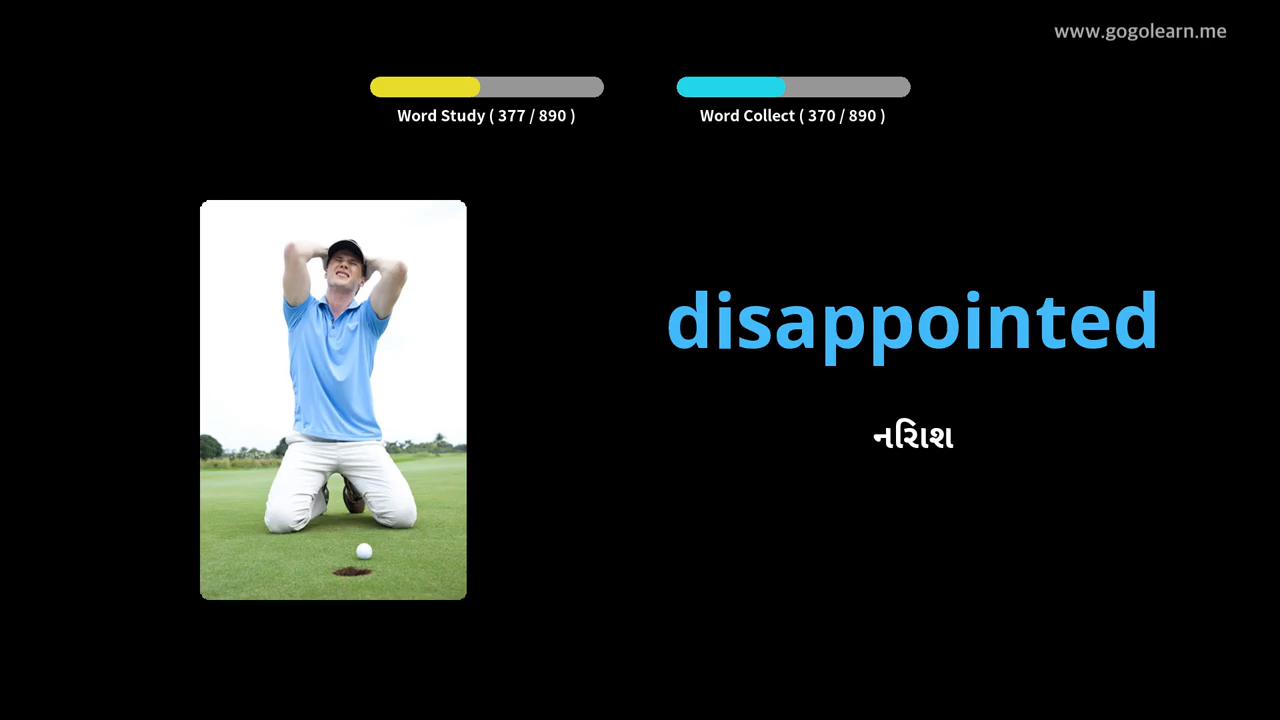 www.gogolearn.me
Word Study ( 377 / 890 )
Word Collect ( 370 / 890 )
disappointed
નિરાશ